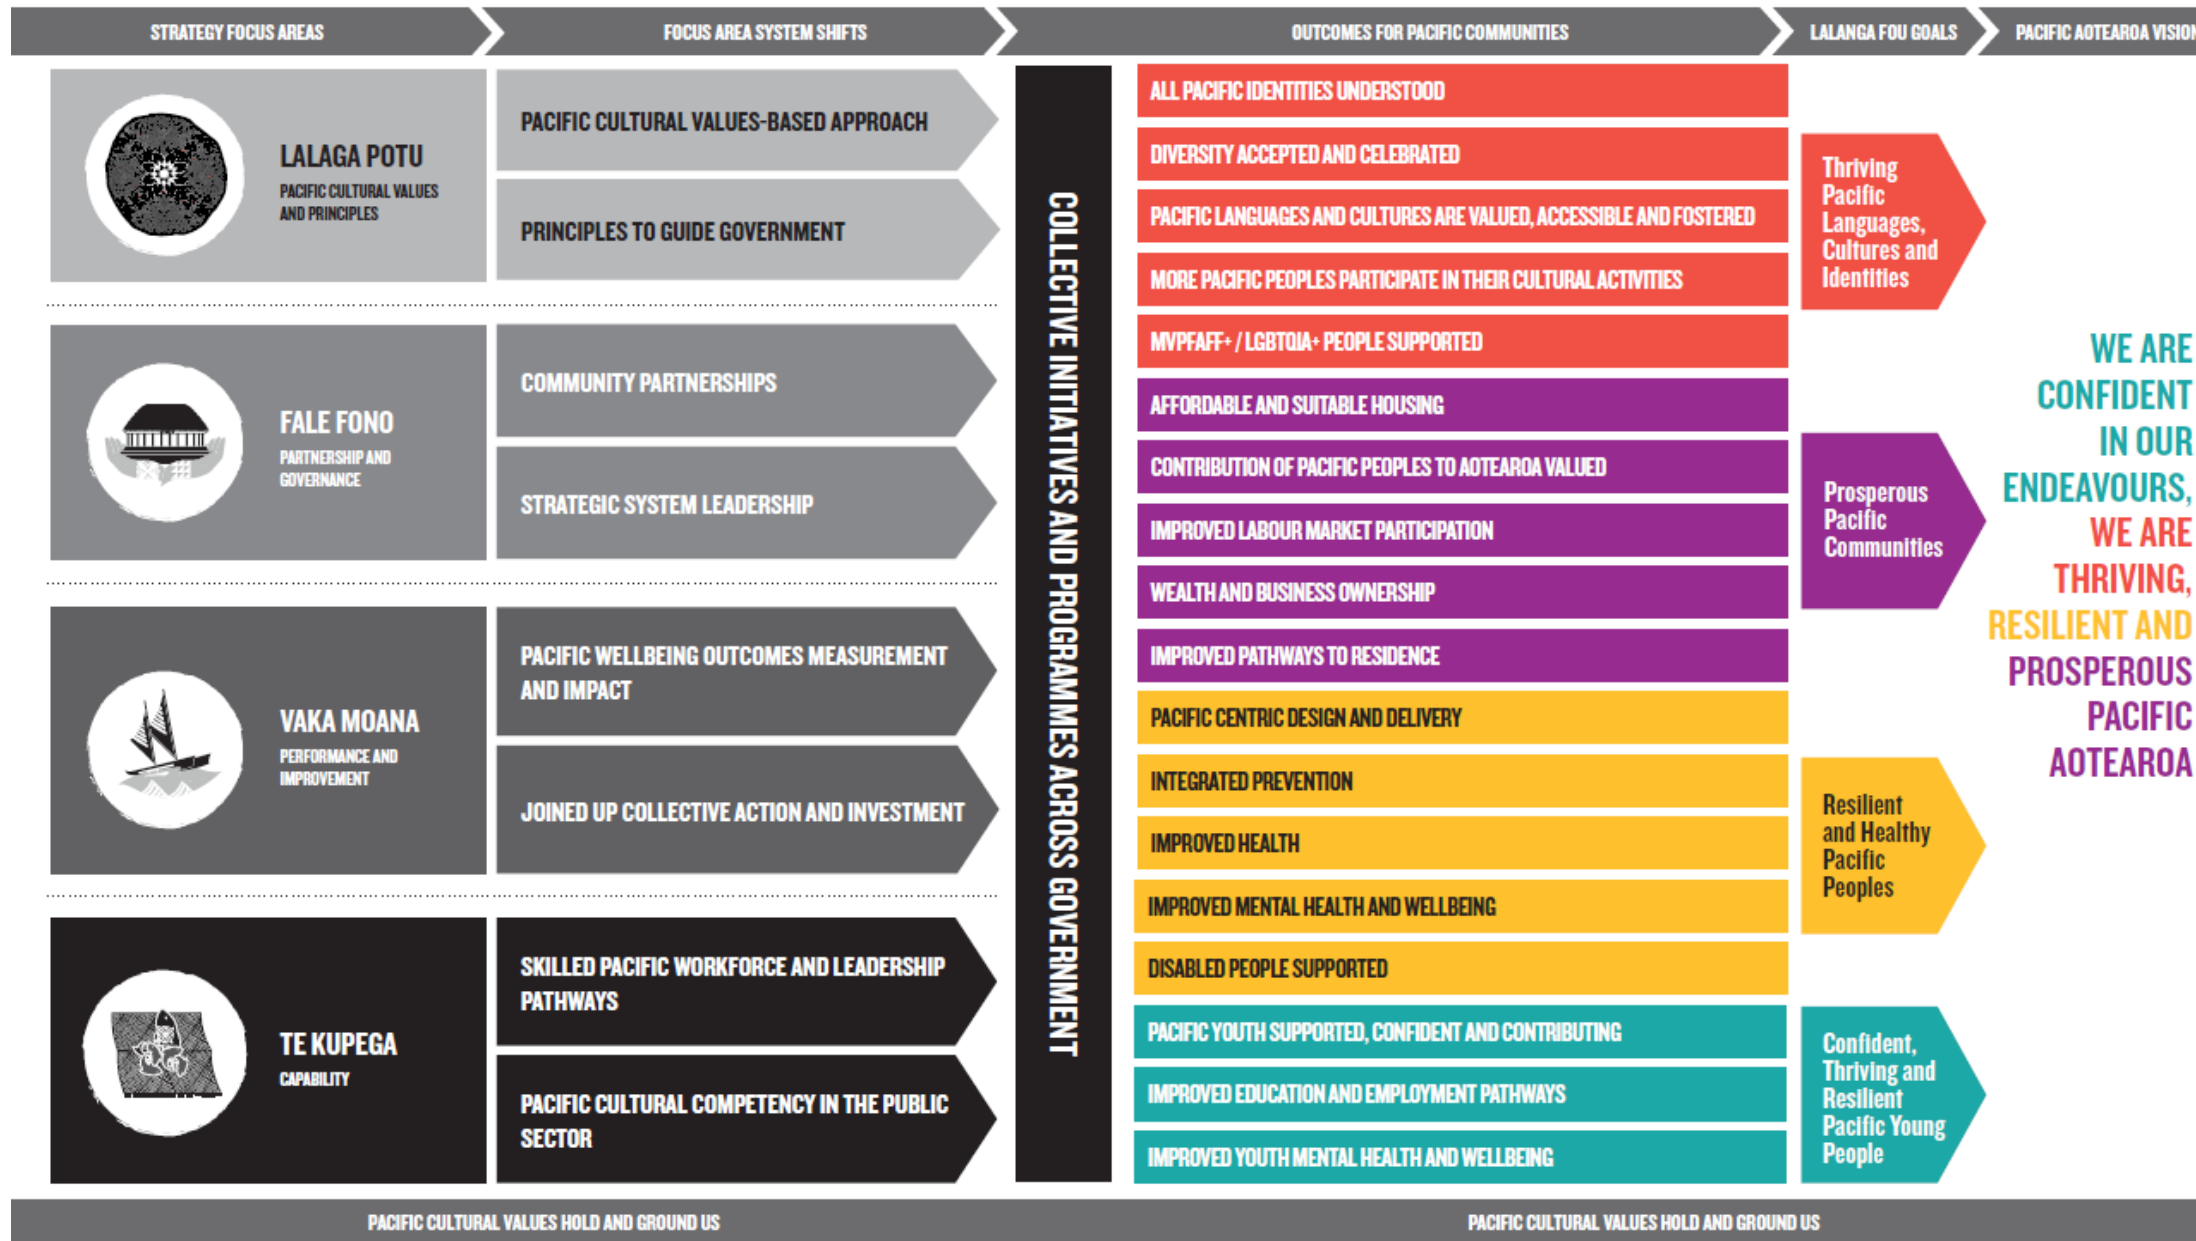 STRATEGY FOCUS AREAS
FOCUS AREA SYSTEM SHIFTS
OUTCOMES FOR PACIFIC COMMUNITIES
LALANGA FOU GOALS
PACIFIC AOTEAROA VISION
LALAGA POTU
PACIFIC CULTURAL VALUES
AND PRINCIPLES
PACIFIC CULTURAL VALUES-BASED APPROACH
PRINCIPLES TO GUIDE GOVERNMENT
FALE FONO
PARTNERSHIP AND
GOVERNANCE
COMMUNITY PARTNERSHIPS
STRATEGIC SYSTEM LEADERSHIP
VAKA MOANA
PERFORMANCE AND
IMPROVEMENT
PACIFIC WELLBEING OUTCOMES MEASUREMENT
AND IMPACT
JOINED UP COLLECTIVE ACTION AND INVESTMENT
TE KUPEGA
CAPABILITY
SKILLED PACIFIC WORKFORCE AND LEADERSHIP
PATHWAYS
PACIFIC CULTURAL COMPETENCY IN THE PUBLIC
SECTOR
COLLECTIVE INITIATIVES AND PROGRAMMES ACROSS GOVERNMENT
ALL PACIFIC IDENTITIES UNDERSTOOD
DIVERSITY ACCEPTED AND CELEBRATED
PACIFIC LANGUAGES AND CULTURES ARE VALUED, ACCESSIBLE AND FOSTERED
MORE PACIFIC PEOPLES PARTICIPATE IN THEIR CULTURAL ACTIVITIES
MVPFAFF+ / LGBTQIA+ PEOPLE SUPPORTED
AFFORDABLE AND SUITABLE HOUSING
CONTRIBUTION OF PACIFIC PEOPLES TO AOTEAROA VALUED
IMPROVED LABOUR MARKET PARTICIPATION
WEALTH AND BUSINESS OWNERSHIP
IMPROVED PATHWAYS TO RESIDENCE
PACIFIC CENTRIC DESIGN AND DELIVERY
INTEGRATED PREVENTION
IMPROVED HEALTH
IMPROVED MENTAL HEALTH AND WELLBEING
DISABLED PEOPLE SUPPORTED
PACIFIC YOUTH SUPPORTED, CONFIDENT AND CONTRIBUTING
IMPROVED EDUCATION AND EMPLOYMENT PATHWAYS
IMPROVED YOUTH MENTAL HEALTH AND WELLBEING
Thriving
Pacific
Languages,
Cultures and
Identities
Prosperous
Pacific
Communities
Resilient
and Healthy
Pacific
Peoples
Confident,
Thriving and
Resilient
Pacific Young
People
WE ARE
CONFIDENT
IN OUR
ENDEAVOURS,
WE ARE
THRIVING,
RESILIENT AND
PROSPEROUS
PACIFIC
AOTEAROA
PACIFIC CULTURAL VALUES HOLD AND GROUND US
PACIFIC CULTURAL VALUES HOLD AND GROUND US